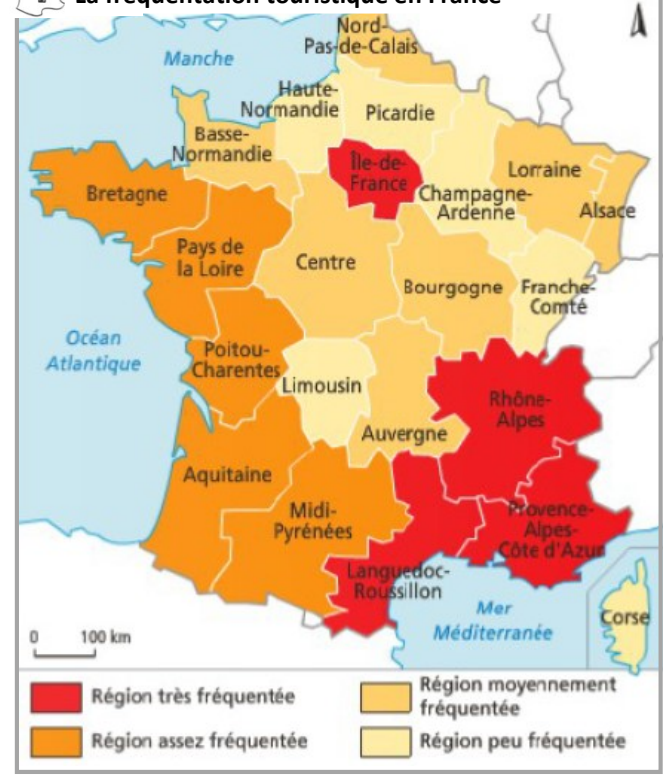 La fréquentation touristique en France
Nord-
Pas-de-Calais
Manche
Haute-
Normandie
Picardie
Basse-
Normandie
Île-de-
France
Lorraine
Champagne-
Ardenne
Alsace
Bretagne
Pays de
la Loire
Centre
Bourgogne
Franche-
Comté
Océan
Atlantique
Poitou-
Charentes
Limousin
Rhône-
Alpes
Auvergne
Aquitaine
Midi-
Pyrénées
Provence-
Alpes-
Côte d'Azur
Languedoc-
Roussillon
Mer
Méditerranée
Corse
0 100 km
Région très fréquentée
Région moyennement
fréquentée
Région assez fréquentée
Région peu fréquentée